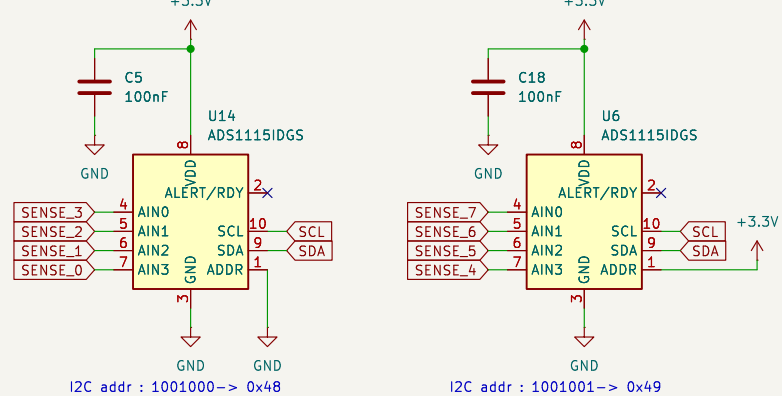 +3.3V
C5
100nF
GND
U14
ADS1115IDGS
8
VDD
ALERT/RDY
2
SENSE_3
4
AIN0
SENSE_2
5
AIN1
SCL
10
SCL
SENSE_1
6
AIN2
SDA
9
SDA
SENSE_0
7
AIN3
GND
ADDR
1
3
GND
GND
I2C addr : 1001000-> 0x48
+3.3V
C18
100nF
GND
U6
ADS1115IDGS
8
VDD
ALERT/RDY
2
SENSE_7
4
AIN0
SENSE_6
5
AIN1
SCL
10
SCL
SENSE_5
6
AIN2
SDA
9
SDA
SENSE_4
7
AIN3
GND
ADDR
1
+3.3V
3
GND
I2C addr : 1001001-> 0x49